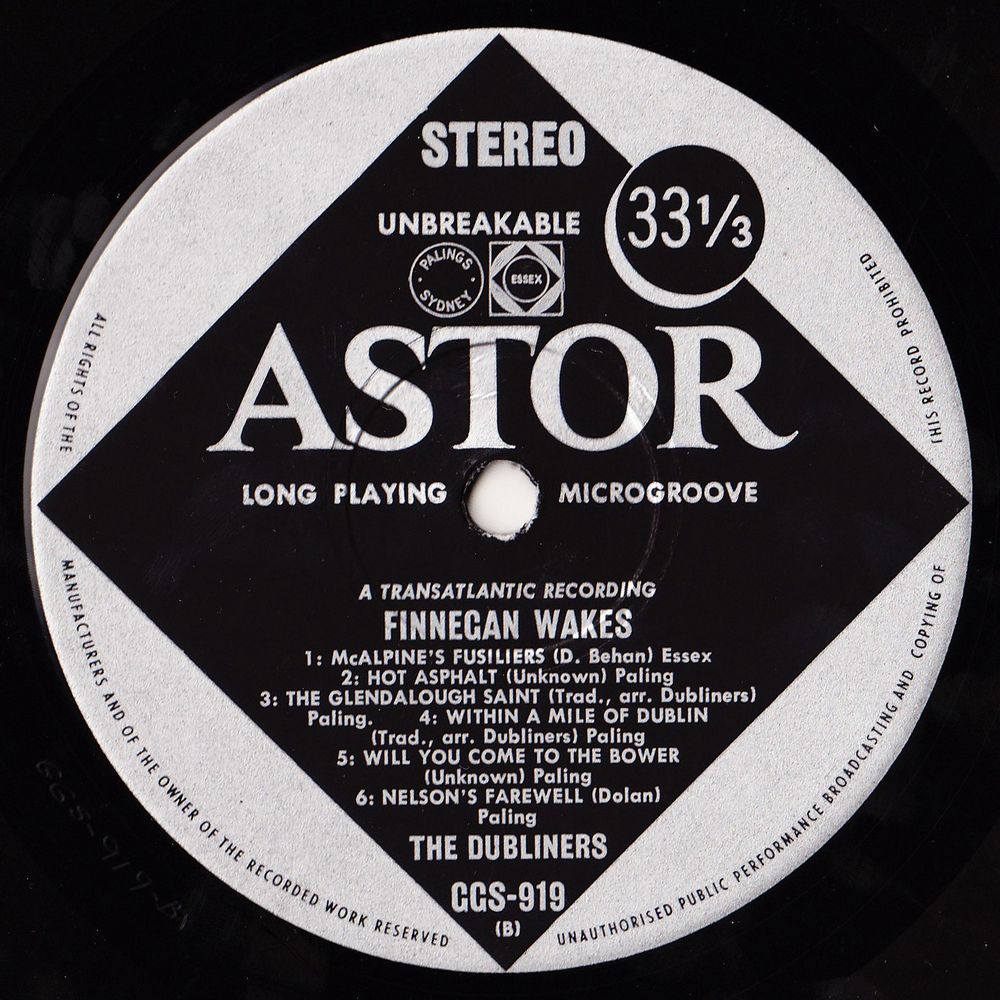 STEREO
UNBREAKABLE
33 1/3
PALINGS
SYDNEY
ESSEX
ASTOR
LONG PLAYING MICROGROOVE
A TRANSATLANTIC RECORDING
FINNEGAN WAKES
1: McALPINE'S FUSILIERS (D. Behan) Essex
2: HOT ASPHALT (Unknown) Paling
3: THE GLENDALOUGH SAINT (Trad., arr. Dubliners)
Paling. 4: WITHIN A MILE OF DUBLIN
(Trad., arr. Dubliners) Paling
5: WILL YOU COME TO THE BOWER
(Unknown) Paling
6: NELSON'S FAREWELL (Dolan)
Paling
THE DUBLINERS
GGS-919
(B)
ALL RIGHTS OF THE
MANUFACTURERS AND OF THE OWNER OF THE RECORDED WORK RESERVED
UNAUTHORISED PUBLIC PERFORMANCE BROADCASTING AND COPYING OF
THIS RECORD PROHIBITED